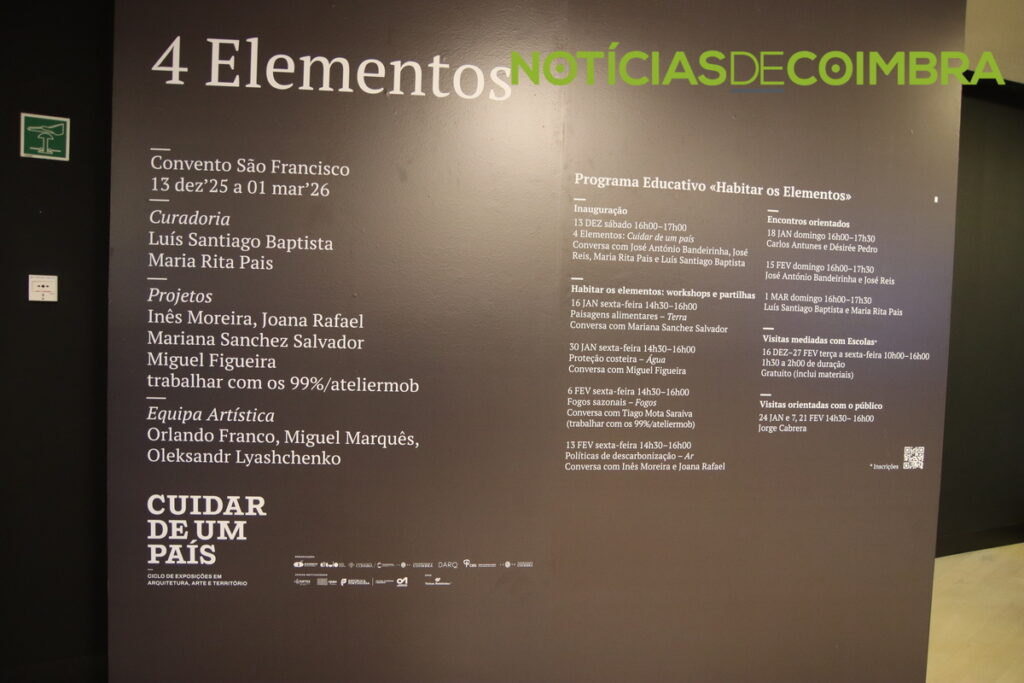 4 Elementos
NOTÍCIASDECOIMBRA
Convento São Francisco
13 dez’25 a 01 mar’26
Curadoria
Luís Santiago Baptista
Maria Rita Pais
Projetos
Inês Moreira, Joana Rafael
Mariana Sanchez Salvador
Miguel Figueira
trabalhar com os 99%/ateliermob
Equipa Artística
Orlando Franco, Miguel Marquês,
Oleksandr Lyashchenko
CUIDAR
DE UM
PAÍS
CICLO DE EXPOSIÇÕES EM
ARQUITETURA, ARTE E TERRITÓRIO
DARQ
Programa Educativo «Habitar os Elementos»
Inauguração
13 DEZ sábado 16h00–17h00
4 Elementos: Cuidar de um país
Conversa com José António Bandeirinha, José
Reis, Maria Rita Pais e Luís Santiago Baptista
Habitar os elementos: workshops e partilhas
16 JAN sexta-feira 14h30–16h00
Paisagens alimentares – Terra
Conversa com Mariana Sanchez Salvador
30 JAN sexta-feira 14h30–16h00
Proteção costeira – Água
Conversa com Miguel Figueira
6 FEV sexta-feira 14h30–16h00
Fogos sazonais – Fogos
Conversa com Tiago Mota Saraiva
(trabalhar com os 99%/ateliermob)
13 FEV sexta-feira 14h30–16h00
Políticas de descarbonização – Ar
Conversa com Inês Moreira e Joana Rafael
Encontros orientados
18 JAN domingo 16h00–17h30
Carlos Antunes e Désirée Pedro
15 FEV domingo 16h00–17h30
José António Bandeirinha e José Reis
1 MAR domingo 16h00–17h30
Luís Santiago Baptista e Maria Rita Pais
Visitas mediadas com Escolas*
16 DEZ–27 FEV terça a sexta-feira 10h00–16h00
1h30 a 2h00 de duração
Gratuito (inclui materiais)
Visitas orientadas com o público
24 JAN e 7, 21 FEV 14h30–16h00
Jorge Cabrera
* Inscrições